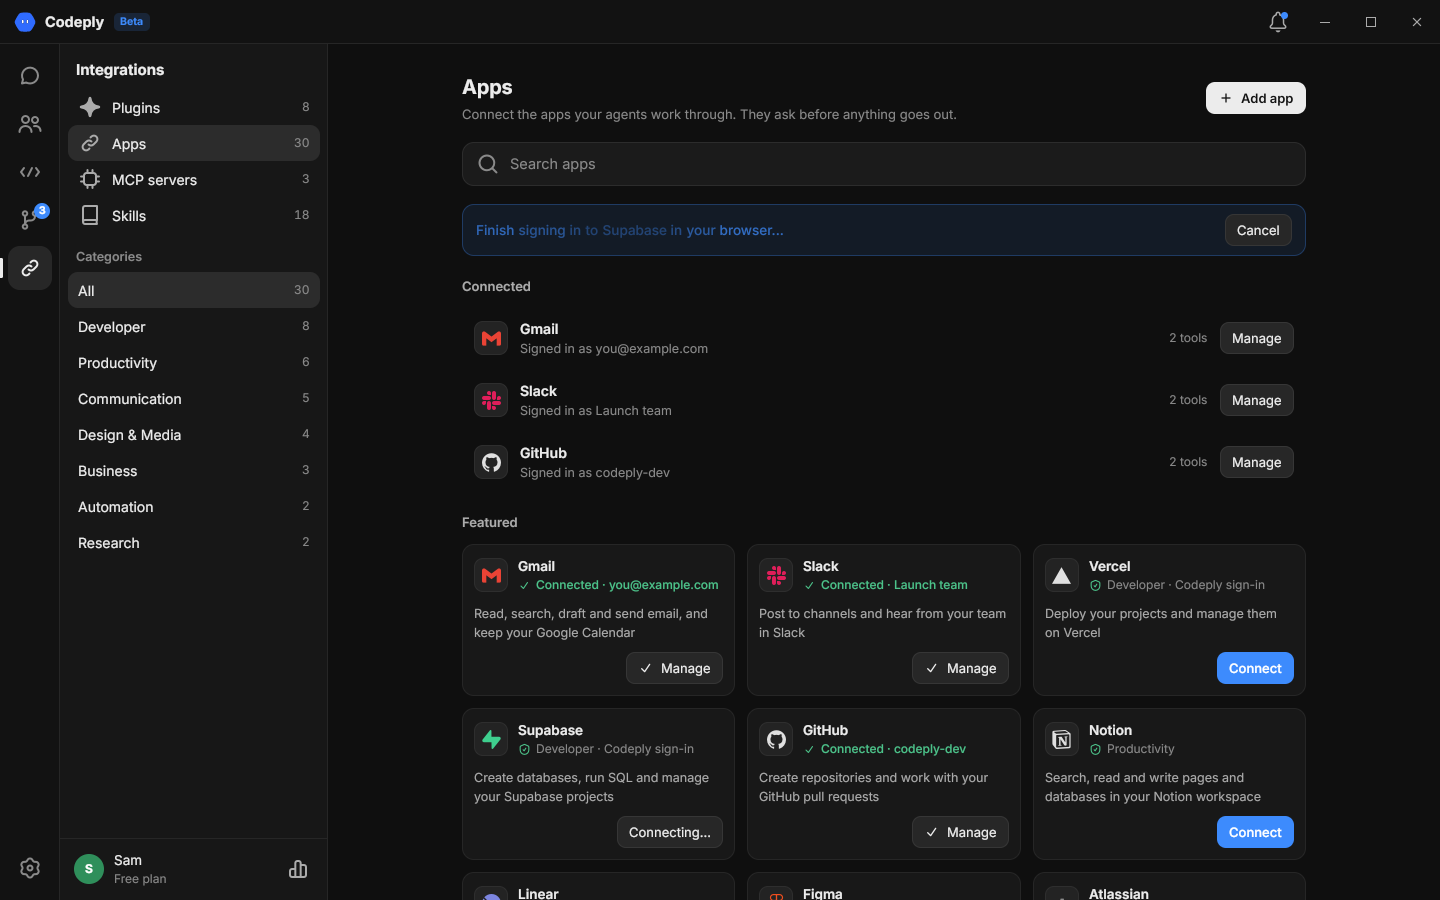 Codeply Beta
Integrations
Plugins 8
Apps 30
MCP servers 3
Skills 18
3
Categories
All 30
Developer 8
Productivity 6
Communication 5
Design & Media 4
Business 3
Automation 2
Research 2
S
Sam
Free plan
Apps
Connect the apps your agents work through. They ask before anything goes out.
+ Add app
Search apps
Finish signing in to Supabase in your browser...
Cancel
Connected
Gmail
Signed in as you@example.com
2 tools
Manage
Slack
Signed in as Launch team
2 tools
Manage
GitHub
Signed in as codeply-dev
2 tools
Manage
Featured
Gmail
Connected · you@example.com
Read, search, draft and send email, and
keep your Google Calendar
Manage
Slack
Connected · Launch team
Post to channels and hear from your team
in Slack
Manage
Vercel
Developer · Codeply sign-in
Deploy your projects and manage them
on Vercel
Connect
Supabase
Developer · Codeply sign-in
Create databases, run SQL and manage
your Supabase projects
Connecting...
GitHub
Connected · codeply-dev
Create repositories and work with your
GitHub pull requests
Manage
Notion
Productivity
Search, read and write pages and
databases in your Notion workspace
Connect
Linear
Figma
Atlassian